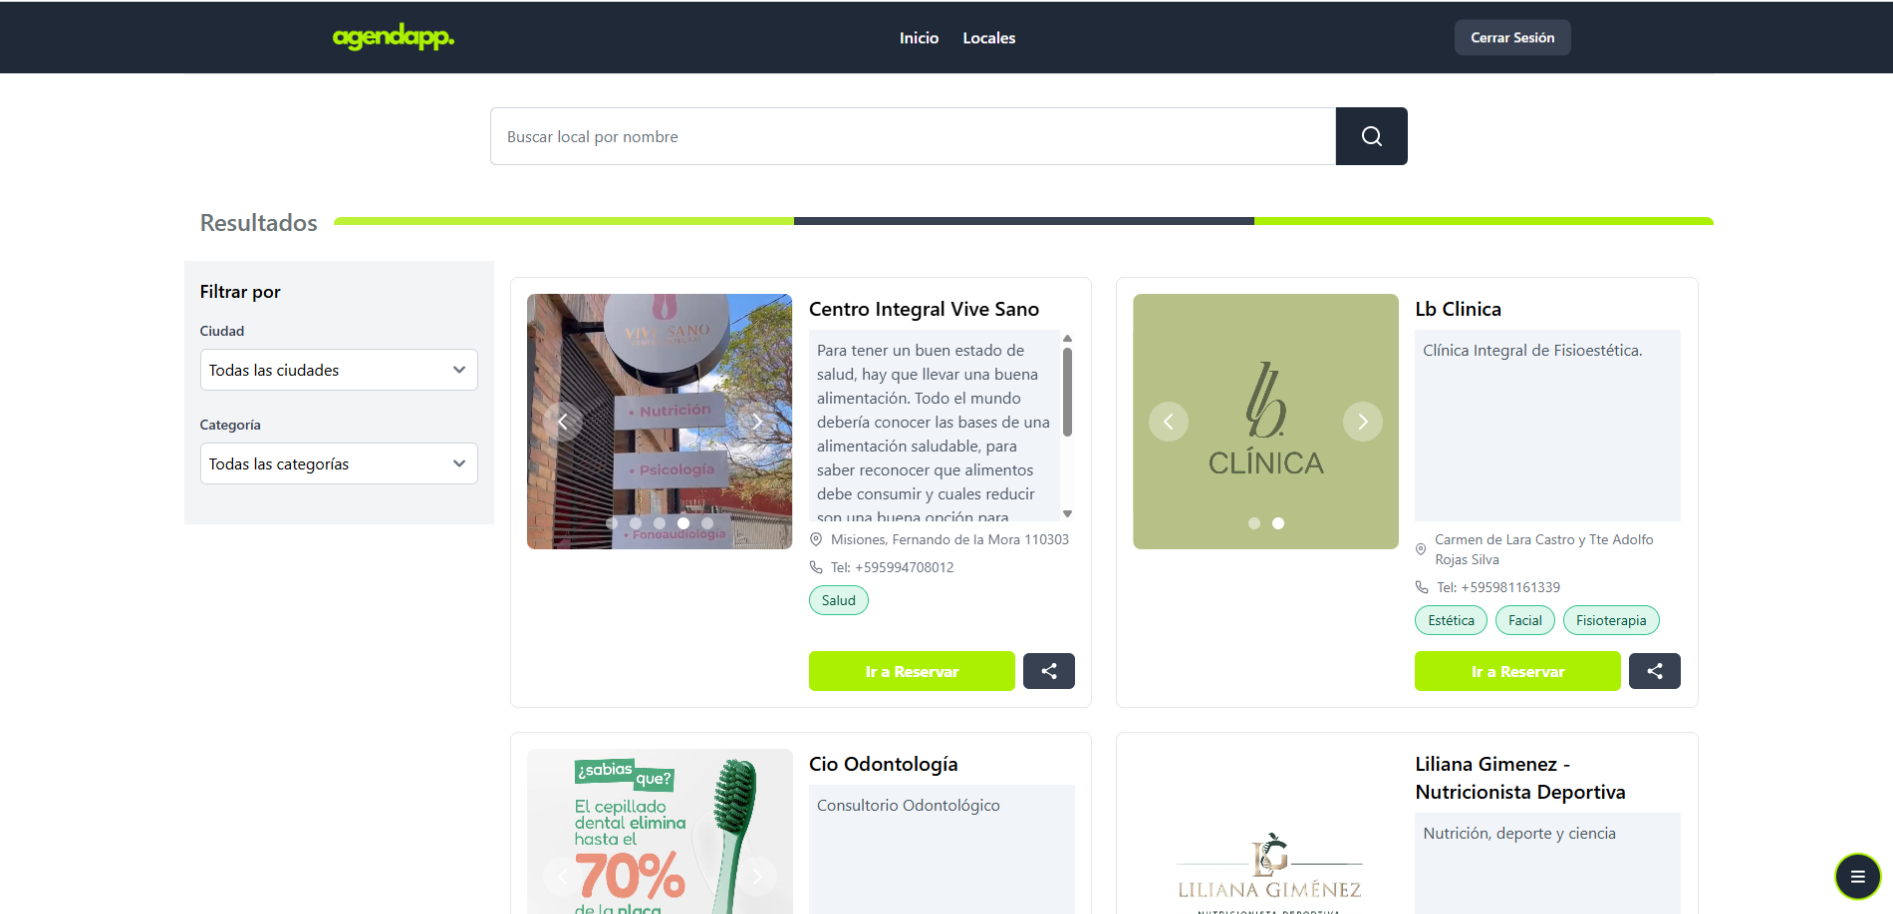 agendapp.
Inicio
Locales
Cerrar Sesión
Buscar local por nombre
Resultados
Filtrar por
Ciudad
Todas las ciudades
Categoría
Todas las categorías
VIVE SANO
• Nutrición
• Psicología
• Fonoaudiología
Centro Integral Vive Sano
Para tener un buen estado de
salud, hay que llevar una buena
alimentación. Todo el mundo
debería conocer las bases de una
alimentación saludable, para
saber reconocer que alimentos
debe consumir y cuales reducir
son una buena opción para
Misiones, Fernando de la Mora 110303
Tel: +595994708012
Salud
Ir a Reservar
lb.
CLÍNICA
Lb Clinica
Clínica Integral de Fisioestética.
Carmen de Lara Castro y Tte Adolfo
Rojas Silva
Tel: +595981161339
Estética
Facial
Fisioterapia
Ir a Reservar
¿sabias
que?
El cepillado
dental elimina
hasta el
70%
de la placa
Cio Odontología
Consultorio Odontológico
LG
LILIANA GIMÉNEZ
NUTRICIONISTA DEPORTIVA
Liliana Gimenez -
Nutricionista Deportiva
Nutrición, deporte y ciencia